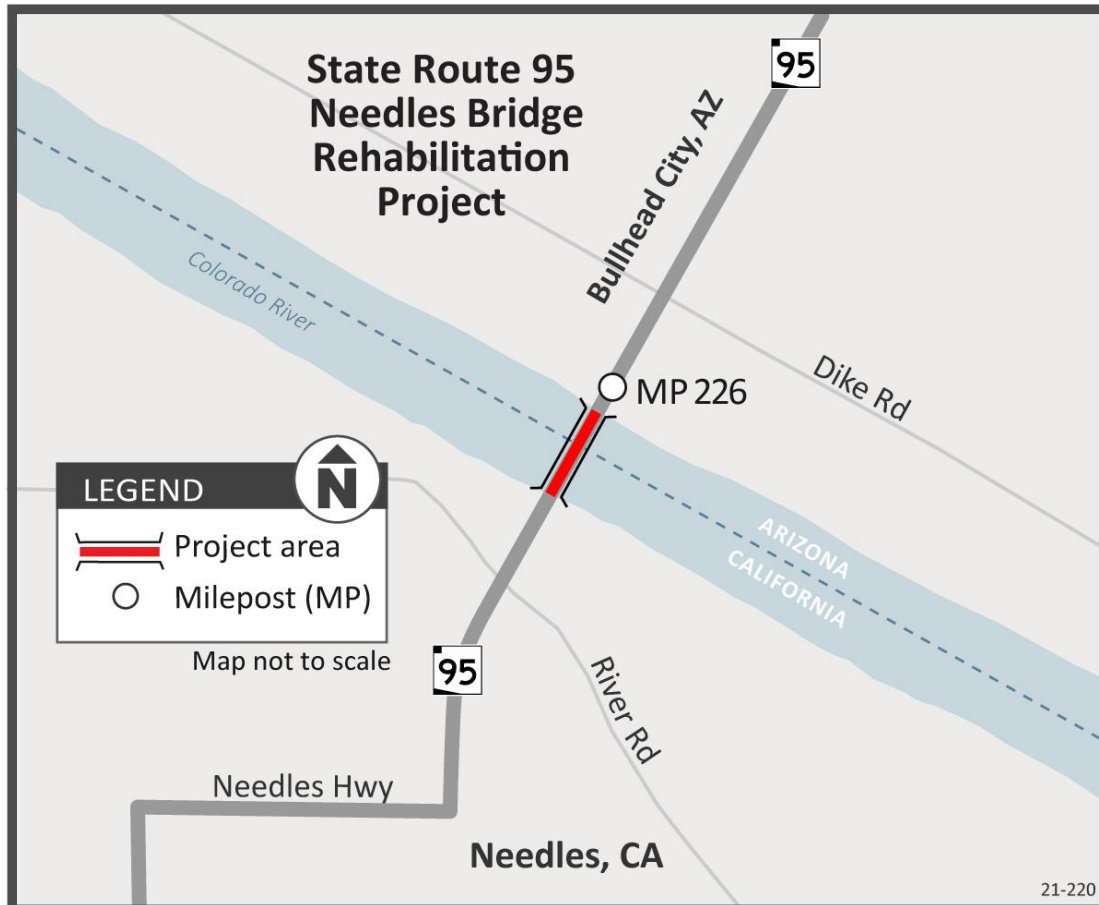 State Route 95
Needles Bridge
Rehabilitation
Project
95
Bullhead City, AZ
Colorado River
MP 226
Dike Rd
N
LEGEND
Project area
Milepost (MP)
Map not to scale
ARIZONA
CALIFORNIA
95
River Rd
Needles Hwy
Needles, CA
21-220